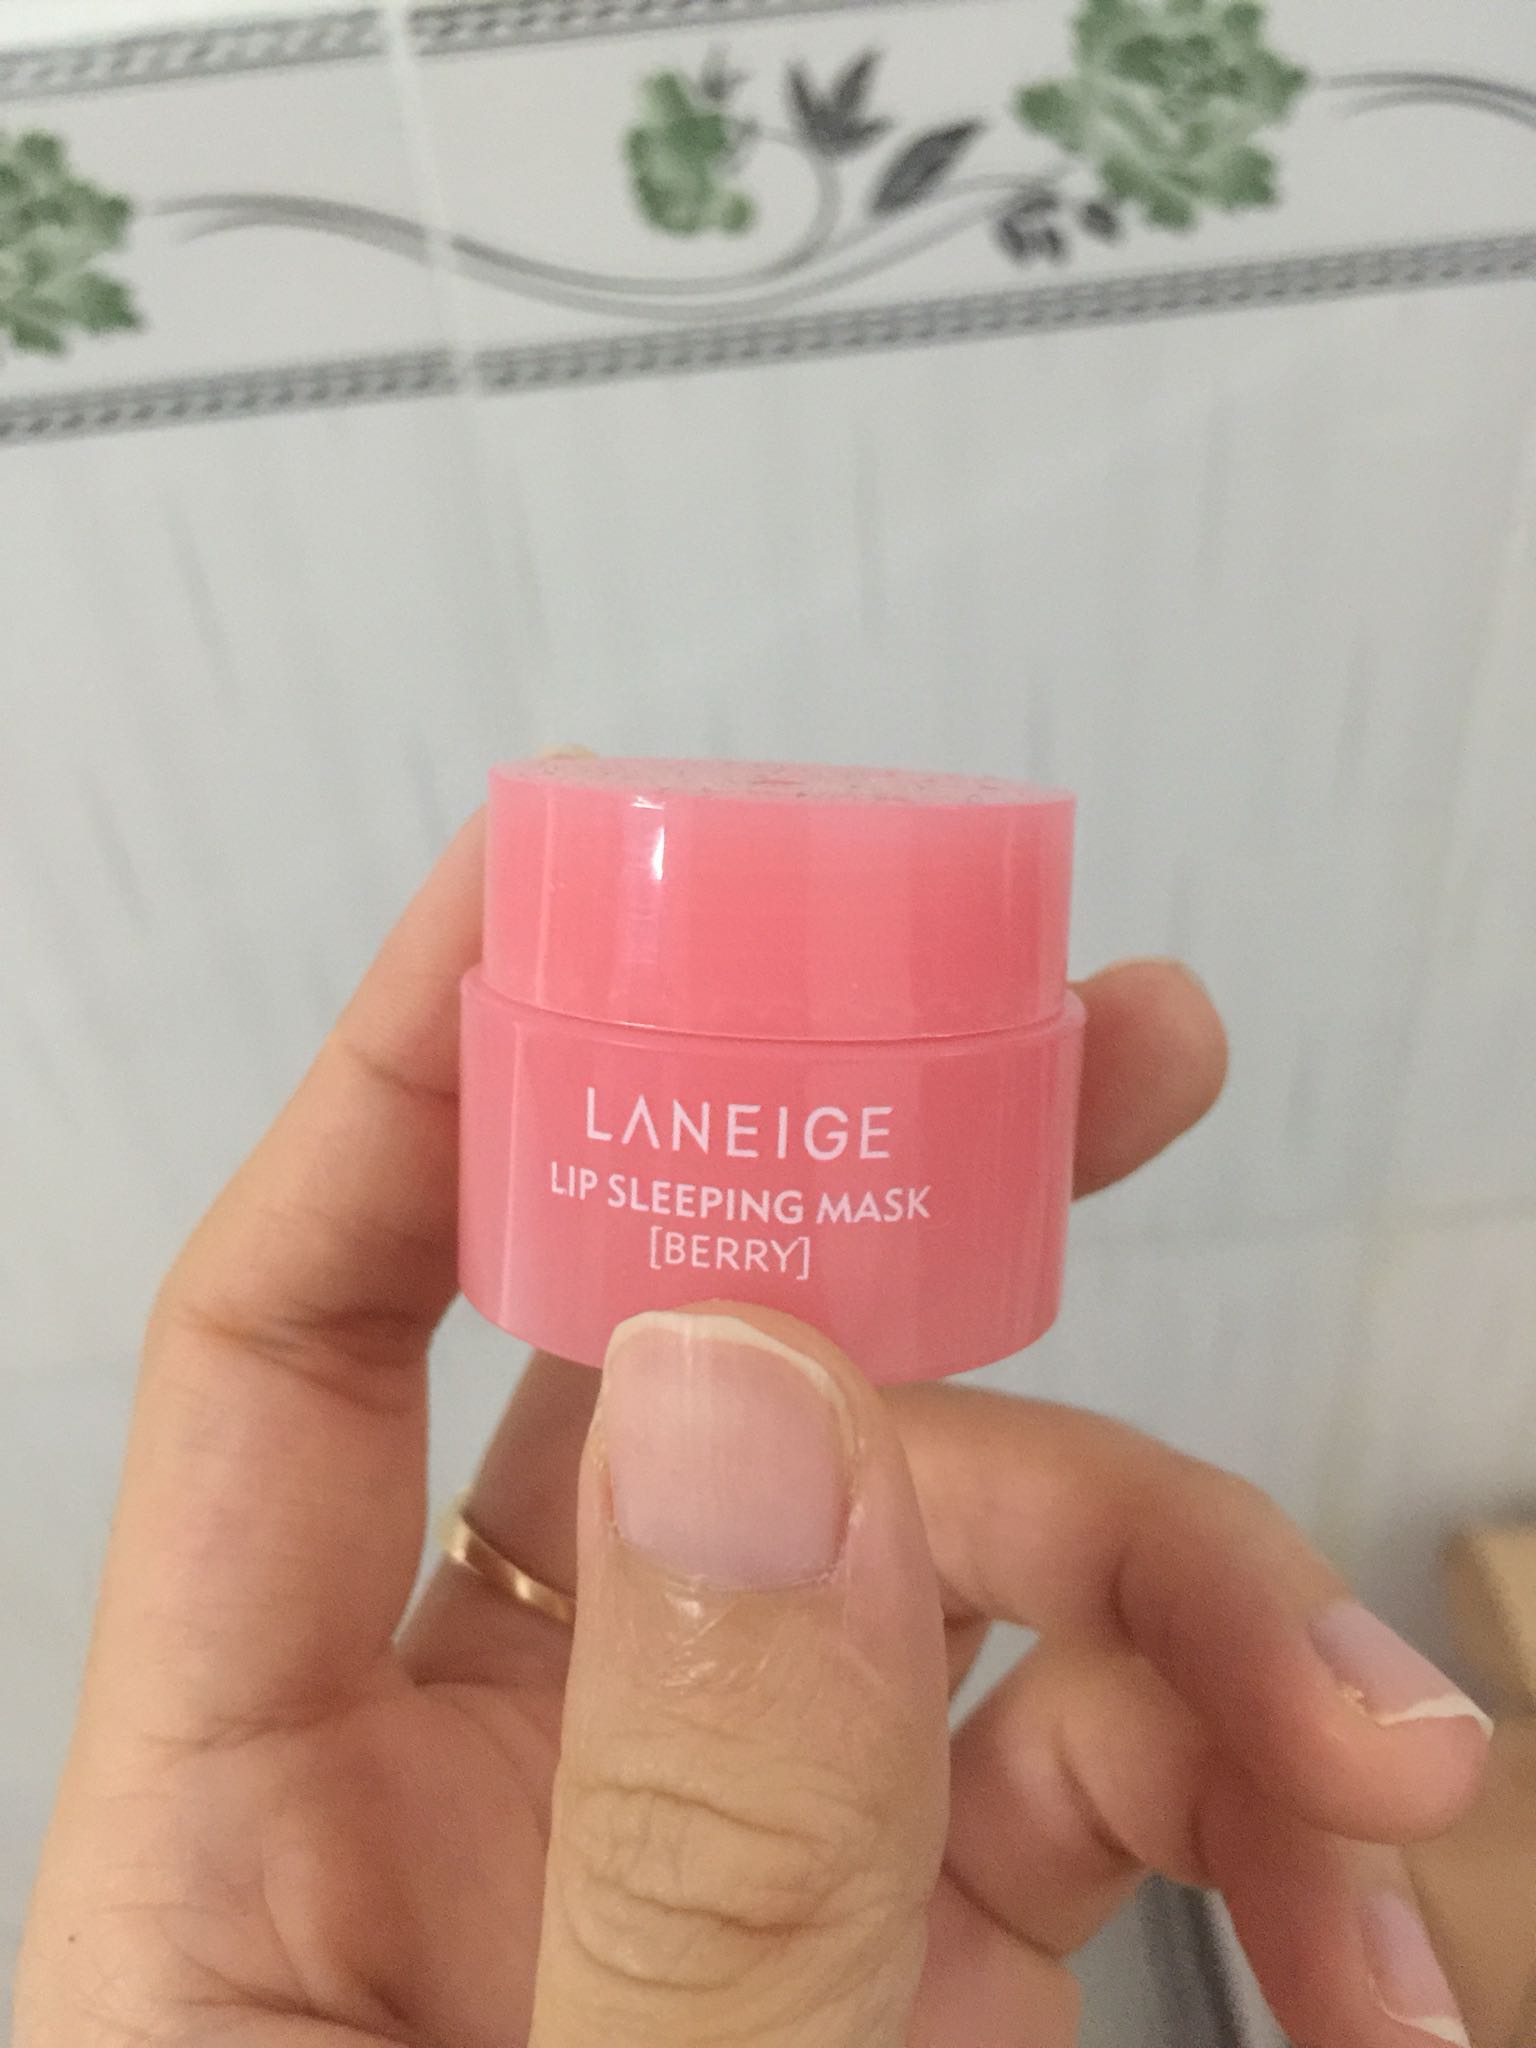 LANEIGE
LIP SLEEPING MASK
[BERRY]